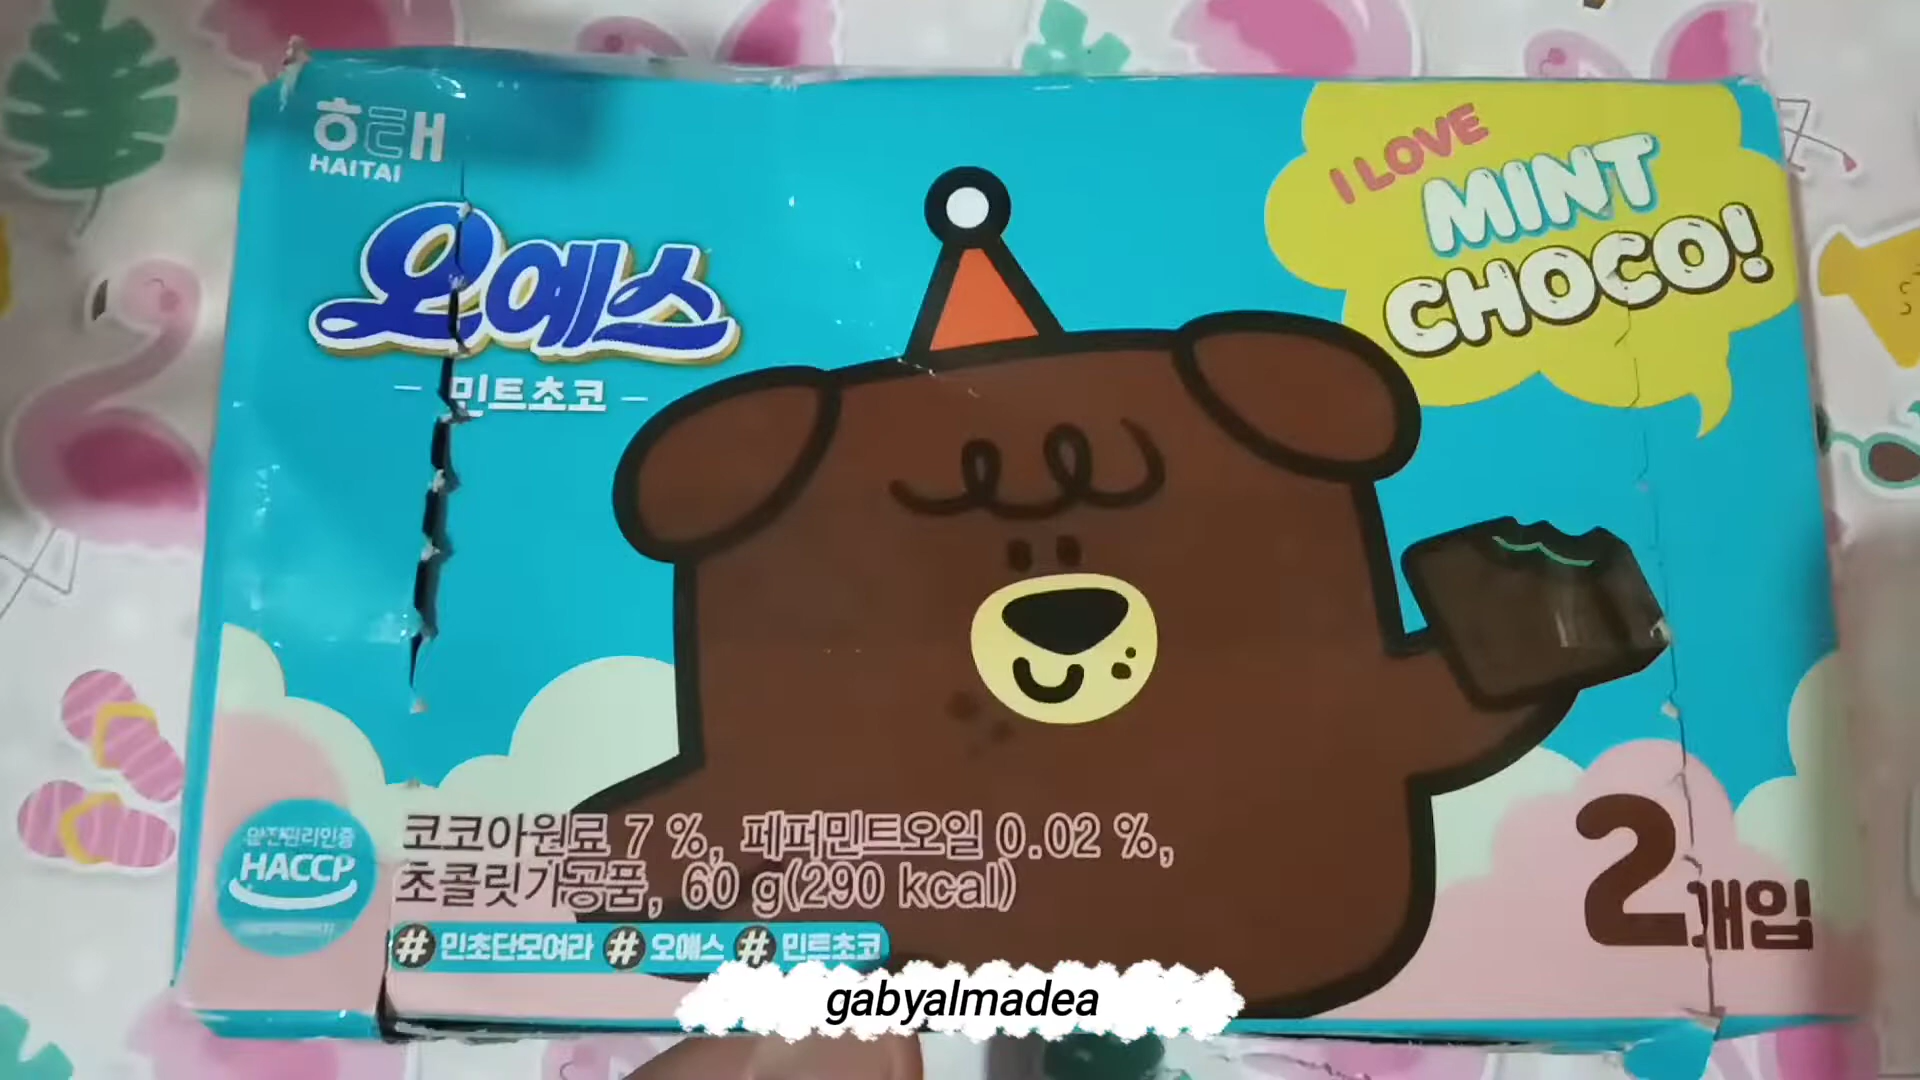 해태
HAITAI
오예스
민트초코
I LOVE
MINT
CHOCO!
코코아원료 7 %, 페퍼민트오일 0.02 %,
초콜릿가공품, 60 g(290 kcal)
안전관리인증
HACCP
#민초단모여라 #오예스 #민트초코
2개입
gabyalmadea